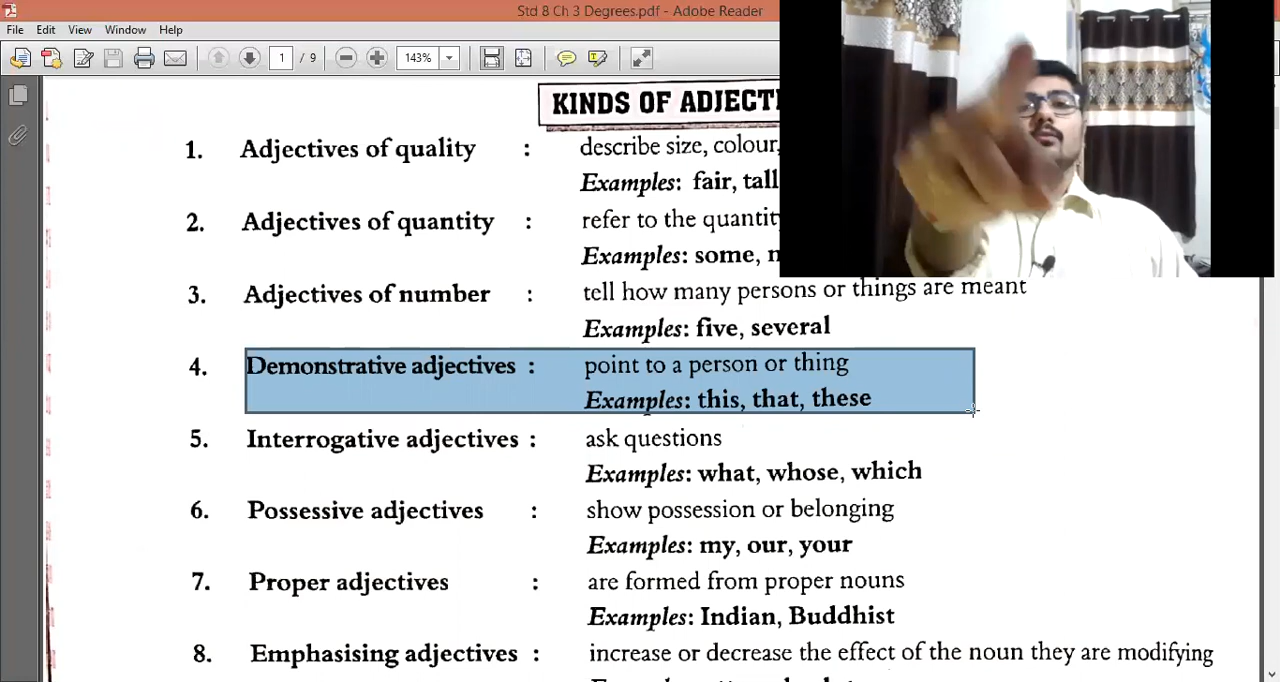 Std 8 Ch 3 Degrees.pdf - Adobe Reader
File Edit View Window Help
1 / 9 143%
KINDS OF
1. Adjectives of quality : describe size, colour,
Examples: fair, tall
2. Adjectives of quantity : refer to the
Examples: some,
3. Adjectives of number : tell how many persons or things are meant
Examples: five, several
4. Demonstrative adjectives : point to a person or thing
Examples: this, that, these
5. Interrogative adjectives : ask questions
Examples: what, whose, which
6. Possessive adjectives : show possession or belonging
Examples: my, our, your
7. Proper adjectives : are formed from proper nouns
Examples: Indian, Buddhist
8. Emphasising adjectives : increase or decrease the effect of the noun they are modifying